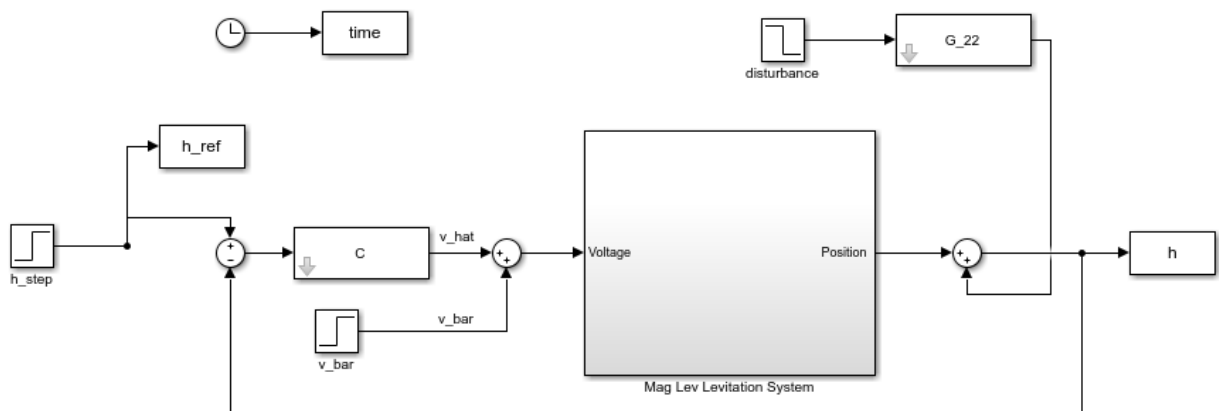 time
G_22
disturbance
h_ref
+
−
C
v_hat
++
Voltage
Position
++
h
h_step
v_bar
v_bar
Mag Lev Levitation System